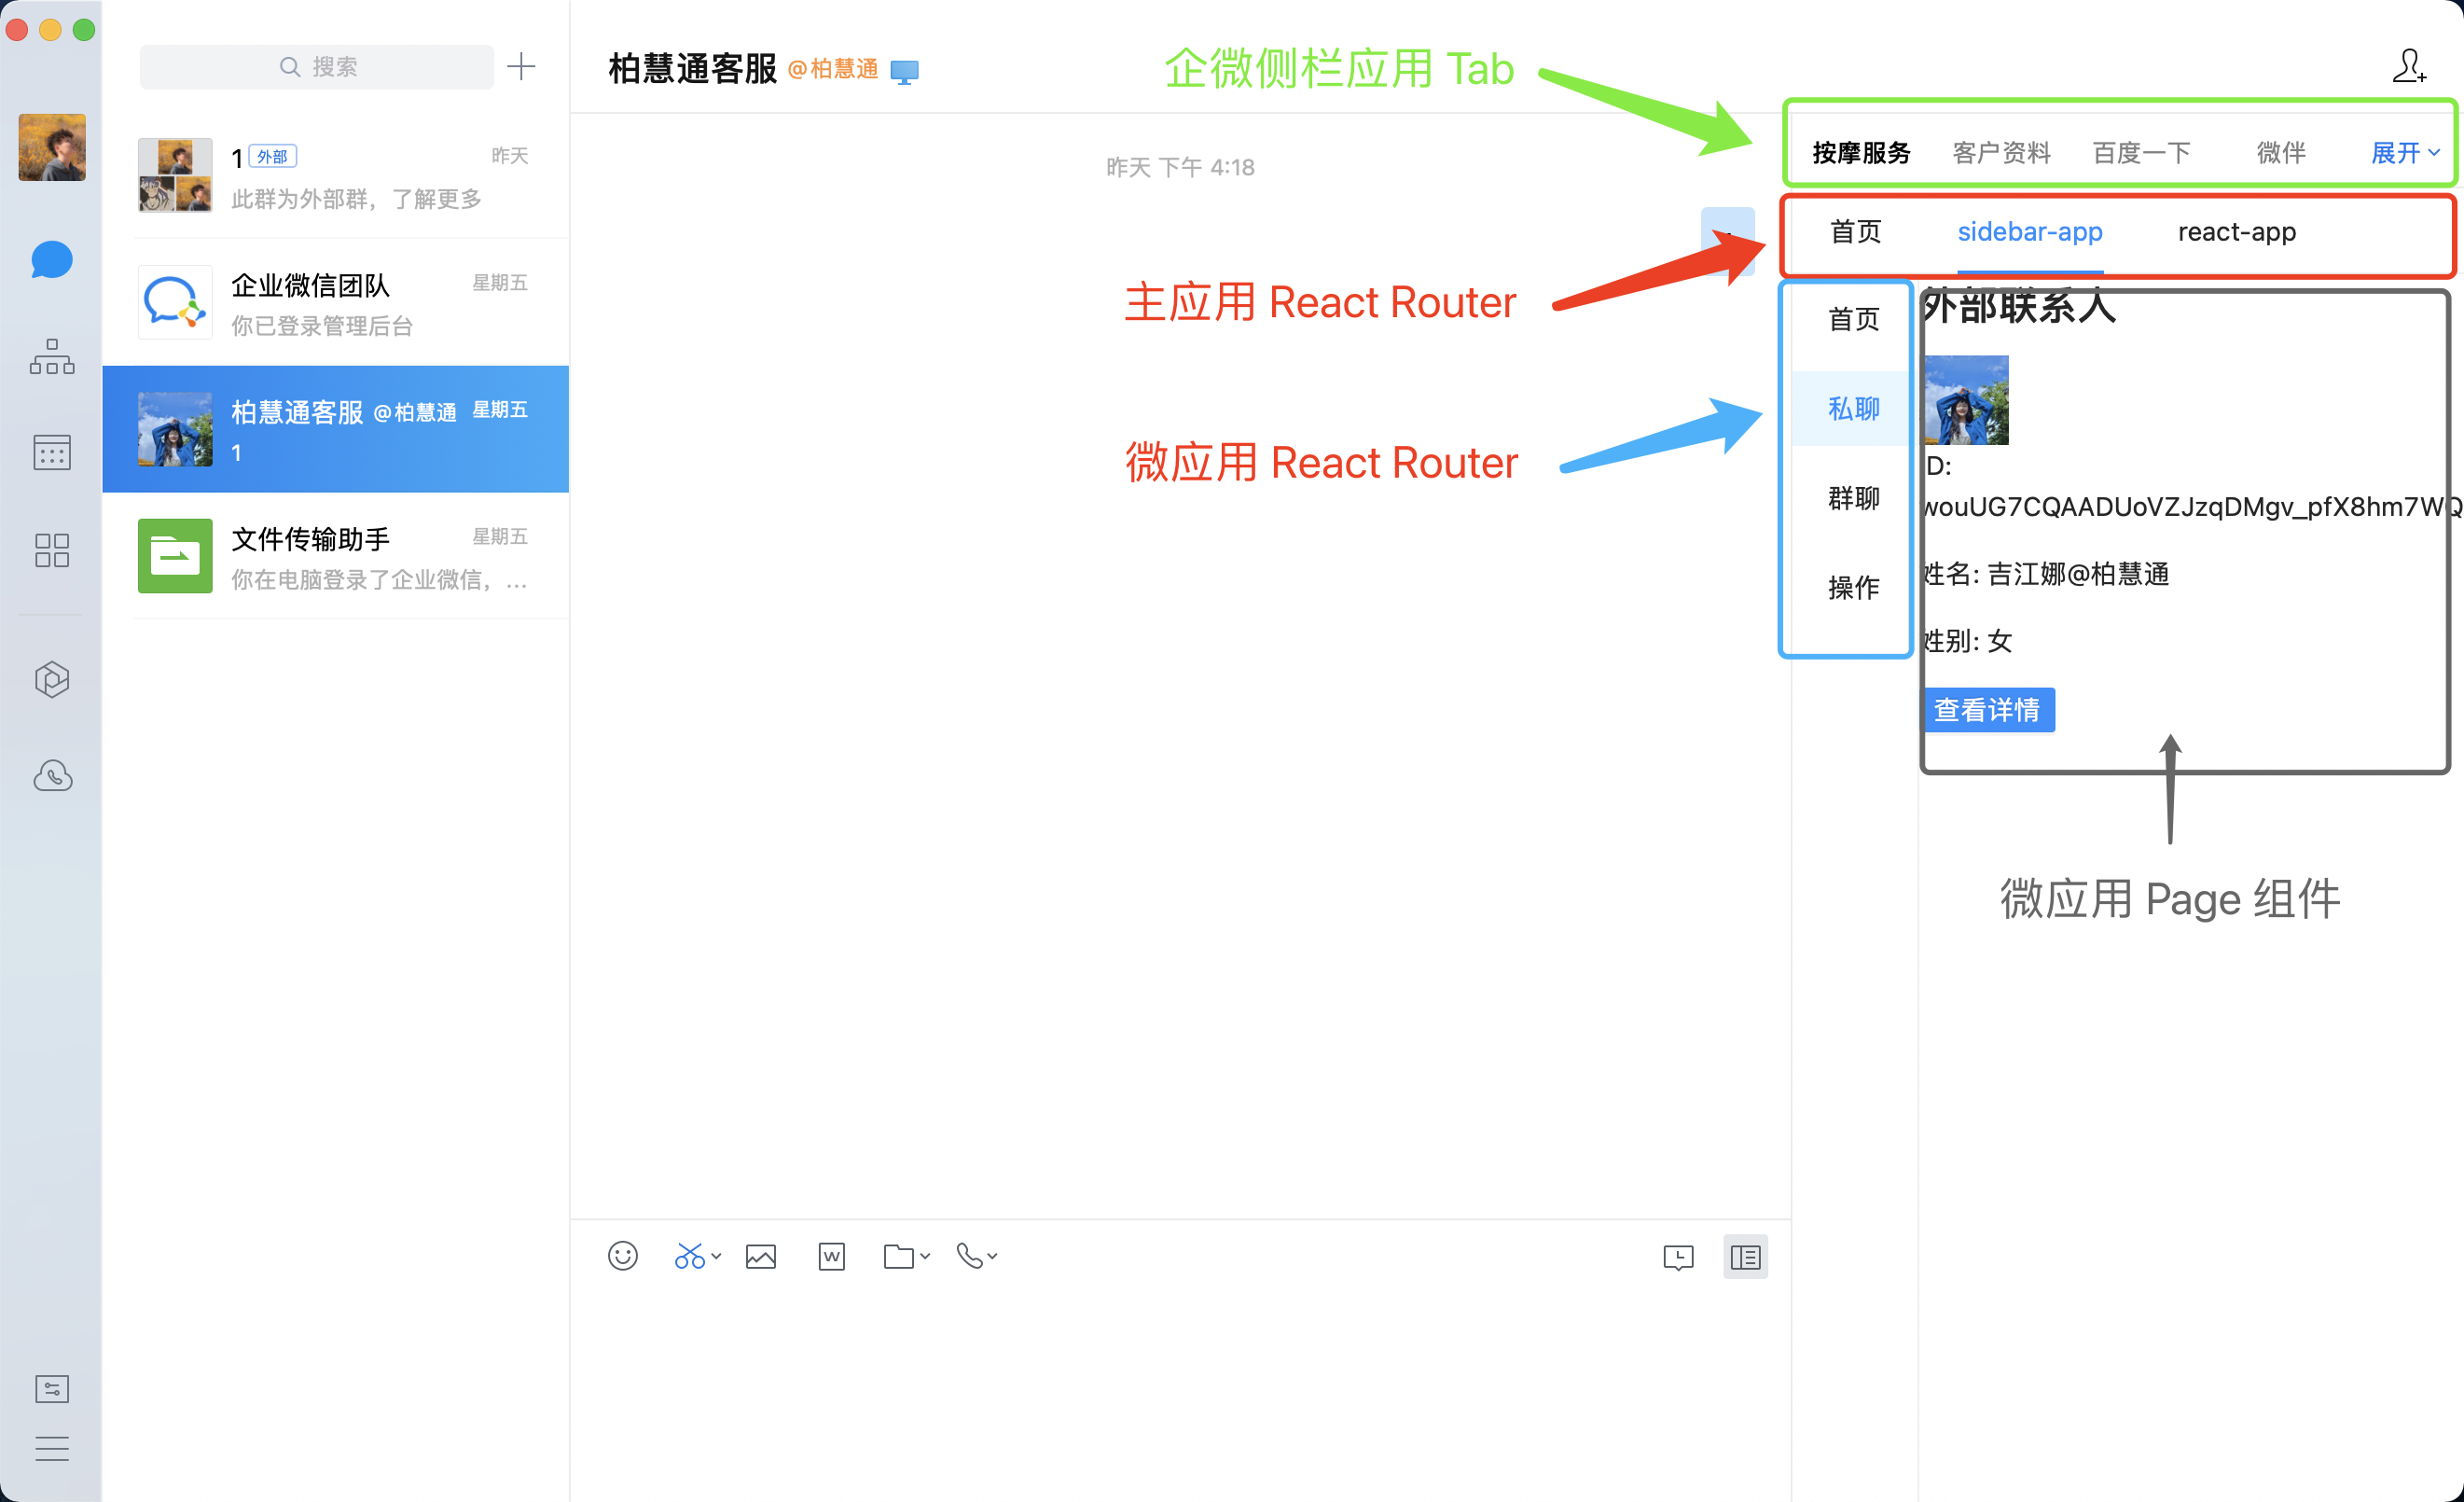 搜索
1 外部 昨天
此群为外部群，了解更多
企业微信团队 星期五
你已登录管理后台
柏慧通客服 @柏慧通 星期五
1
文件传输助手 星期五
你在电脑登录了企业微信，...
柏慧通客服 @柏慧通
企微侧栏应用 Tab
昨天 下午 4:18
主应用 React Router
微应用 React Router
按摩服务 客户资料 百度一下 微伴 展开
首页 sidebar-app react-app
首页
私聊
群聊
操作
外部联系人
D:
wouUG7CQAADUoVZJzqDMgv_pfX8hm7WQ
姓名: 吉江娜@柏慧通
姓别: 女
查看详情
微应用 Page 组件
W